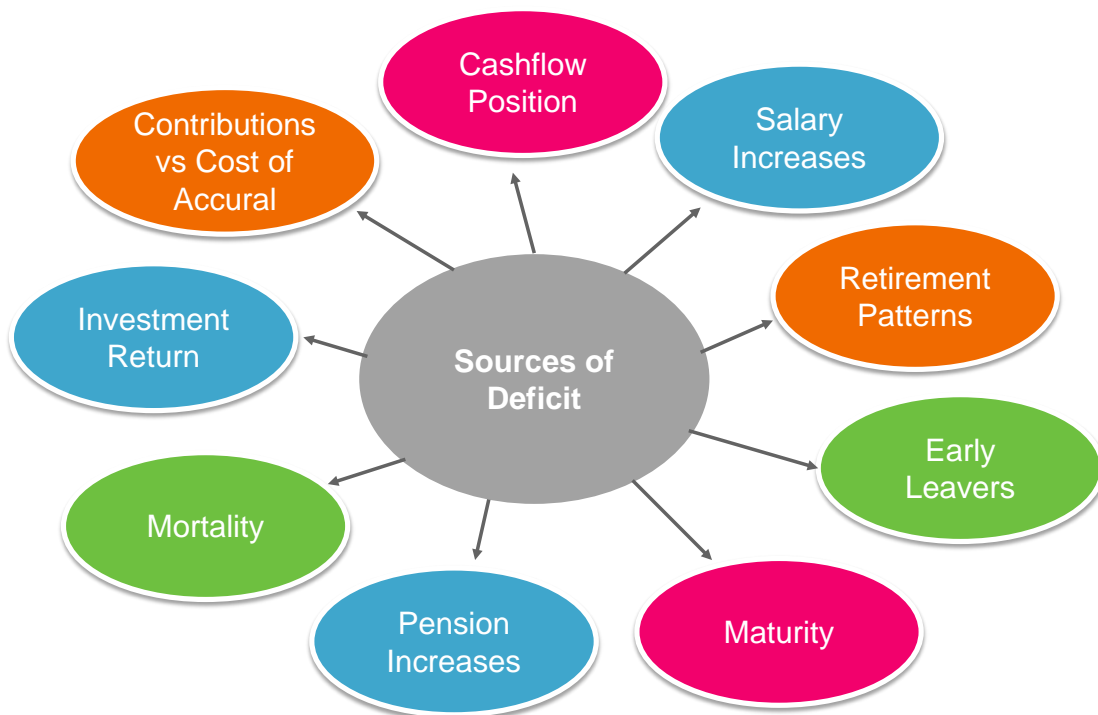 Cashflow
Position
Salary
Increases
Contributions
vs Cost of
Accural
Retirement
Patterns
Investment
Return
Sources of
Deficit
Early
Leavers
Mortality
Pension
Increases
Maturity